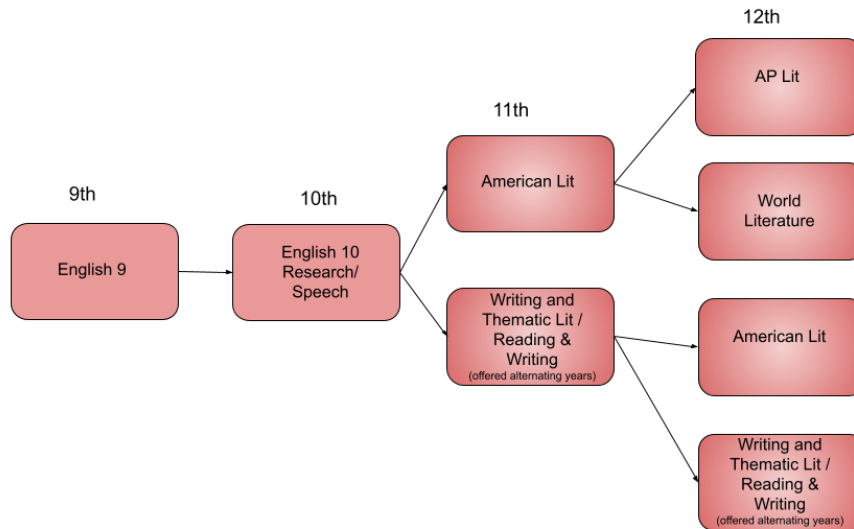 9th
English 9
10th
English 10
Research/
Speech
11th
American Lit
Writing and
Thematic Lit /
Reading &
Writing
(offered alternating years)
12th
AP Lit
World
Literature
American Lit
Writing and
Thematic Lit /
Reading &
Writing
(offered alternating years)